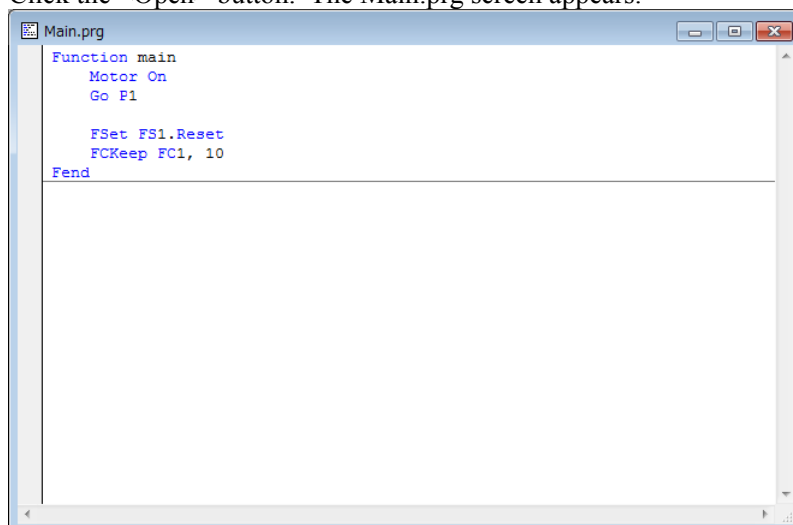 Click the "Open" button. The Main.prg screen appears.
Main.prg
Function main
Motor On
Go P1
FSet FS1.Reset
FCKeep FC1, 10
Fend